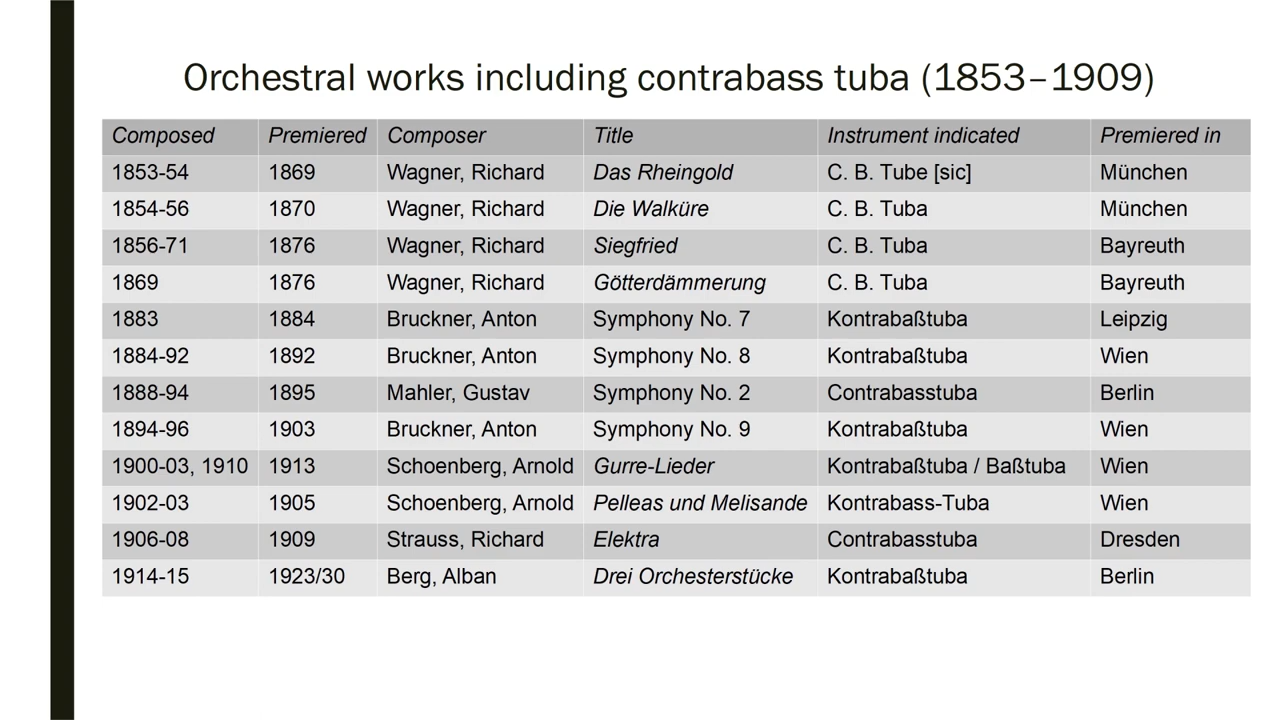 Orchestral works including contrabass tuba (1853–1909)
Composed Premiered Composer Title Instrument indicated Premiered in
1853-54 1869 Wagner, Richard Das Rheingold C. B. Tube [sic] München
1854-56 1870 Wagner, Richard Die Walküre C. B. Tuba München
1856-71 1876 Wagner, Richard Siegfried C. B. Tuba Bayreuth
1869 1876 Wagner, Richard Götterdämmerung C. B. Tuba Bayreuth
1883 1884 Bruckner, Anton Symphony No. 7 Kontrabaßtuba Leipzig
1884-92 1892 Bruckner, Anton Symphony No. 8 Kontrabaßtuba Wien
1888-94 1895 Mahler, Gustav Symphony No. 2 Contrabasstuba Berlin
1894-96 1903 Bruckner, Anton Symphony No. 9 Kontrabaßtuba Wien
1900-03, 1910 1913 Schoenberg, Arnold Gurre-Lieder Kontrabaßtuba / Baßtuba Wien
1902-03 1905 Schoenberg, Arnold Pelleas und Melisande Kontrabass-Tuba Wien
1906-08 1909 Strauss, Richard Elektra Contrabasstuba Dresden
1914-15 1923/30 Berg, Alban Drei Orchesterstücke Kontrabaßtuba Berlin